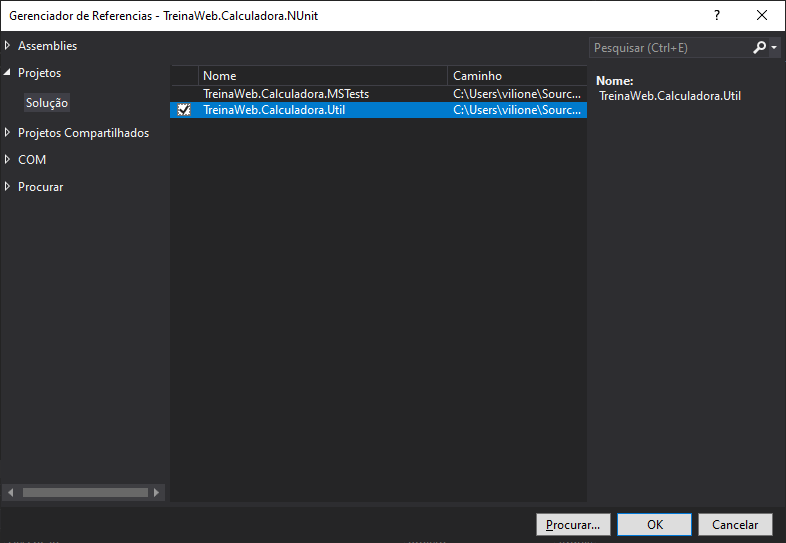 Gerenciador de Referencias - TreinaWeb.Calculadora.NUnit
?
Assemblies
Projetos
Solução
Projetos Compartilhados
COM
Procurar
Nome Caminho
TreinaWeb.Calculadora.MSTests C:\Users\vilione\Sourc...
TreinaWeb.Calculadora.Util C:\Users\vilione\Sourc...
Pesquisar (Ctrl+E)
Nome:
TreinaWeb.Calculadora.Util
Procurar... OK Cancelar